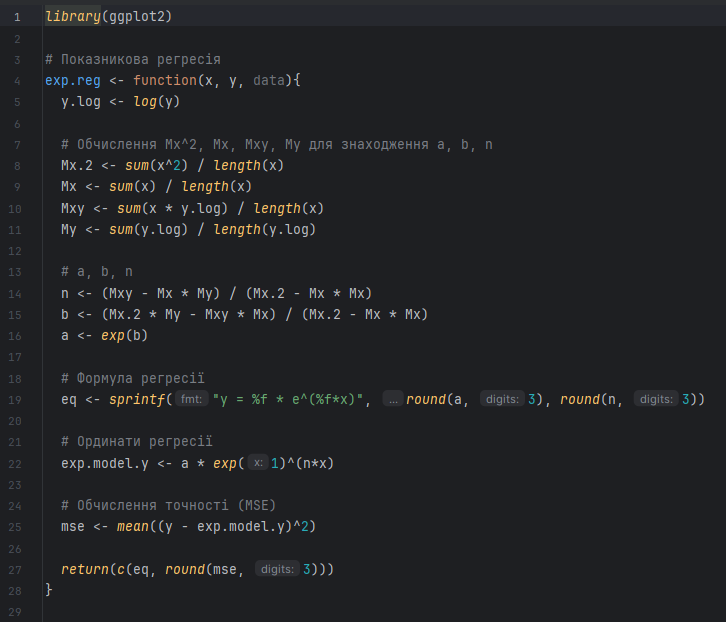 1 library(ggplot2)
2
3 # Показникова регресія
4 exp.reg <- function(x, y, data){
5 y.log <- log(y)
6
7 # Обчислення Mx^2, Mx, Mxy, My для знаходження a, b, n
8 Mx.2 <- sum(x^2) / length(x)
9 Mx <- sum(x) / length(x)
10 Mxy <- sum(x * y.log) / length(x)
11 My <- sum(y.log) / length(y.log)
12
13 # a, b, n
14 n <- (Mxy - Mx * My) / (Mx.2 - Mx * Mx)
15 b <- (Mx.2 * My - Mxy * Mx) / (Mx.2 - Mx * Mx)
16 a <- exp(b)
17
18 # Формула регресії
19 eq <- sprintf( fmt: "y = %f * e^(%f*x)", ... round(a, digits: 3), round(n, digits: 3))
20
21 # Ординати регресії
22 exp.model.y <- a * exp( x: 1)^(n*x)
23
24 # Обчислення точності (MSE)
25 mse <- mean((y - exp.model.y)^2)
26
27 return(c(eq, round(mse, digits: 3)))
28 }
29